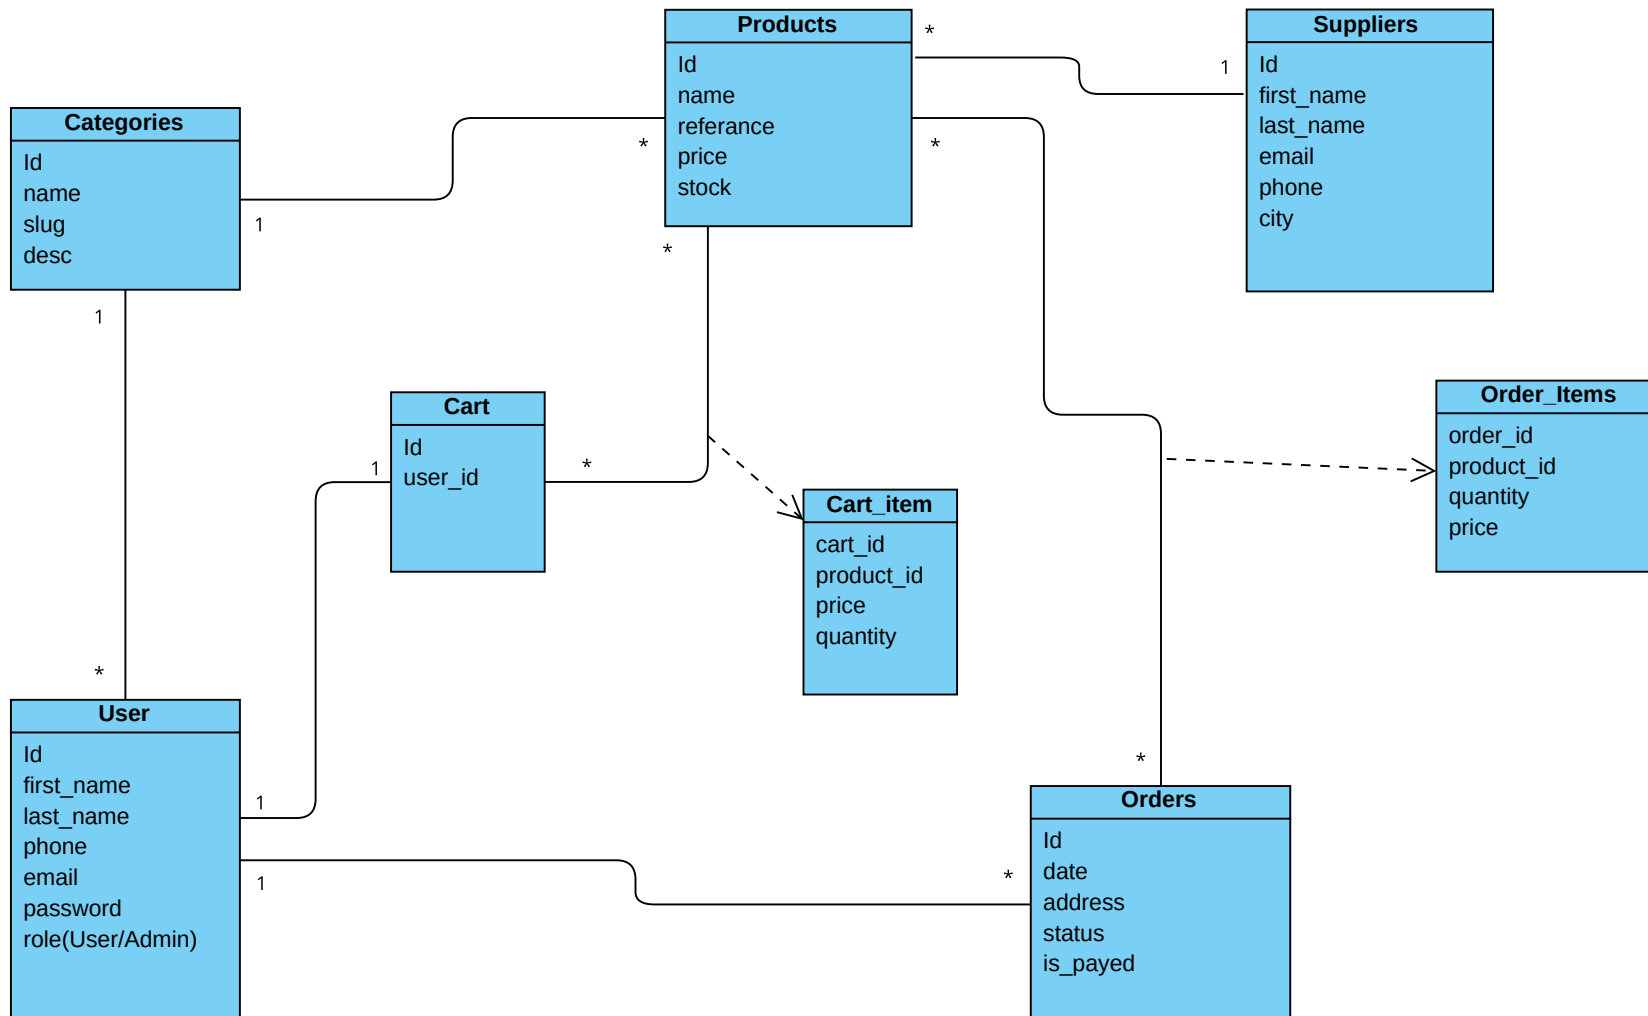 Products
Id
name
referance
price
stock
*
*
*
*
Suppliers
Id
first_name
last_name
email
phone
city
1
Categories
Id
name
slug
desc
1
1
Cart
Id
user_id
1
*
Cart_item
cart_id
product_id
price
quantity
Order_Items
order_id
product_id
quantity
price
*
User
Id
first_name
last_name
phone
email
password
role(User/Admin)
1
1
*
*
Orders
Id
date
address
status
is_payed